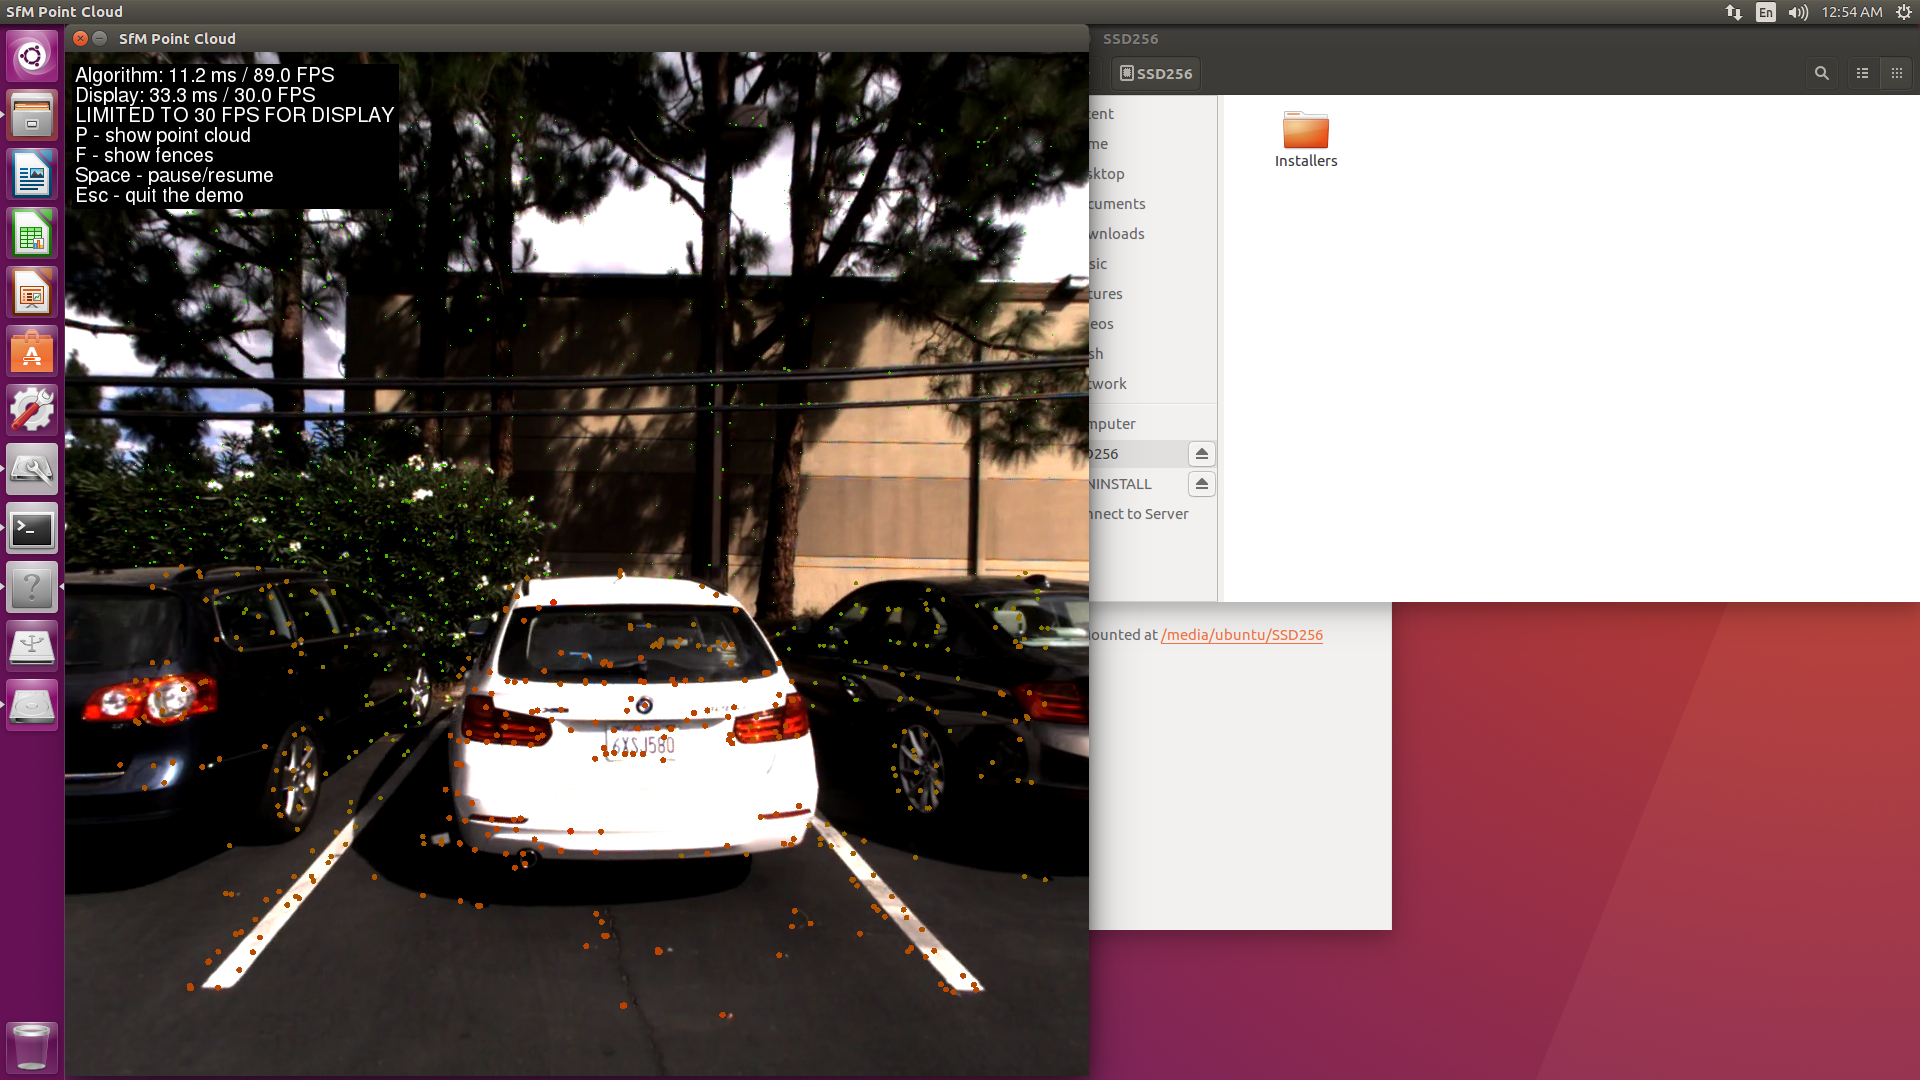 SfM Point Cloud
En
12:54 AM
SfM Point Cloud
SSD256
Algorithm: 11.2 ms / 89.0 FPS
Display: 33.3 ms / 30.0 FPS
LIMITED TO 30 FPS FOR DISPLAY
P - show point cloud
F - show fences
Space - pause/resume
Esc - quit the demo
SSD256
ent
me
sktop
cuments
wnloads
sic
tures
eos
sh
work
mputer
D256
NINSTALL
nnect to Server
Installers
ounted at /media/ubuntu/SSD256
6XSJ580